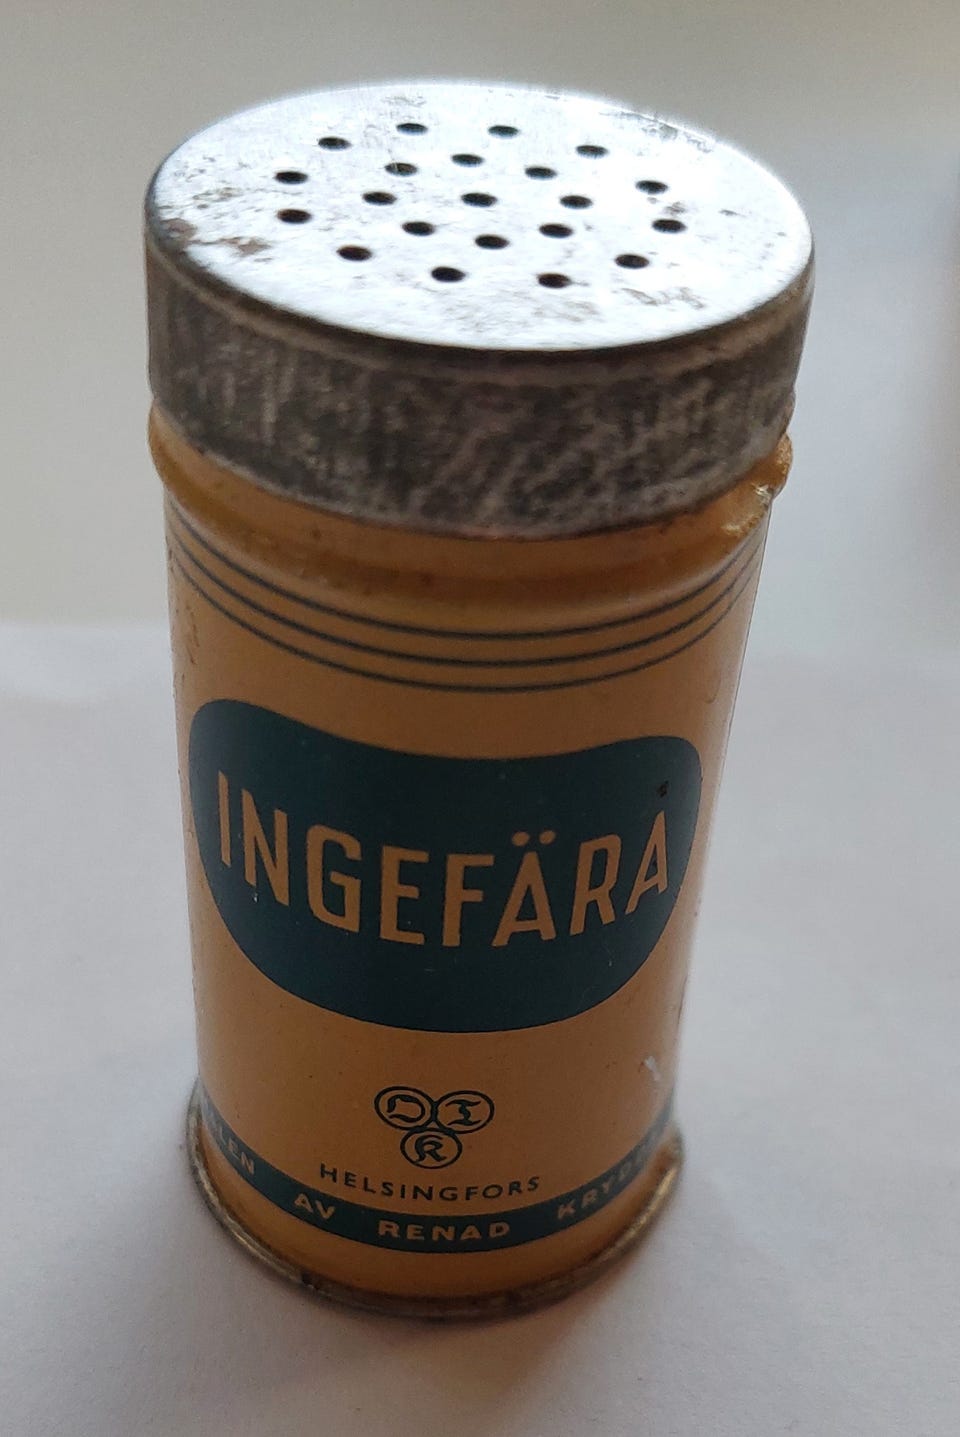 INGEFÄRA
O T
K
HELSINGFORS
AV RENAD